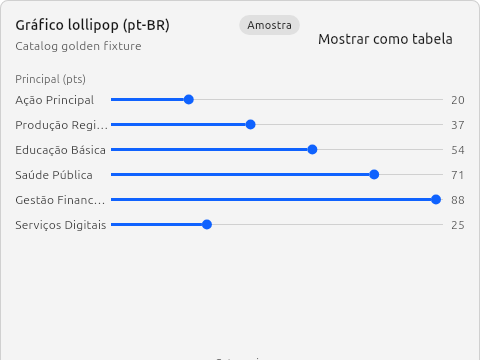 Gráfico lollipop (pt-BR)
Amostra
Mostrar como tabela
Catalog golden fixture
Principal (pts)
Ação Principal 20
Produção Regi… 37
Educação Básica 54
Saúde Pública 71
Gestão Financ… 88
Serviços Digitais 25